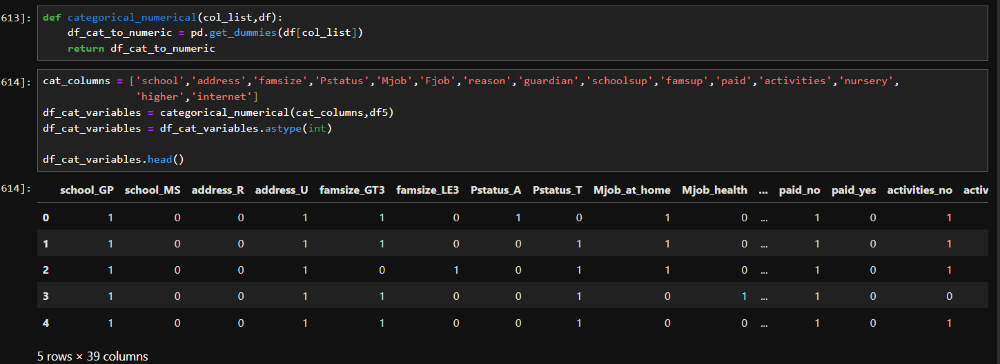 613]:
def categorical_numerical(col_list,df):
    df_cat_to_numeric = pd.get_dummies(df[col_list])
    return df_cat_to_numeric
614]:
cat_columns = ['school','address','famsize','Pstatus','Mjob','Fjob','reason','guardian','schoolsup','famsup','paid','activities','nursery',
               'higher','internet']
df_cat_variables = categorical_numerical(cat_columns,df5)
df_cat_variables = df_cat_variables.astype(int)
df_cat_variables.head()
614]:
school_GP school_MS address_R address_U famsize_GT3 famsize_LE3 Pstatus_A Pstatus_T Mjob_at_home Mjob_health ... paid_no paid_yes activities_no activ
0 1 0 0 1 1 0 1 0 1 0 ... 1 0 1
1 1 0 0 1 1 0 0 1 1 0 ... 1 0 1
2 1 0 0 1 0 1 0 1 1 0 ... 1 0 1
3 1 0 0 1 1 0 0 1 0 1 ... 1 0 0
4 1 0 0 1 1 0 0 1 0 0 ... 1 0 1
5 rows × 39 columns